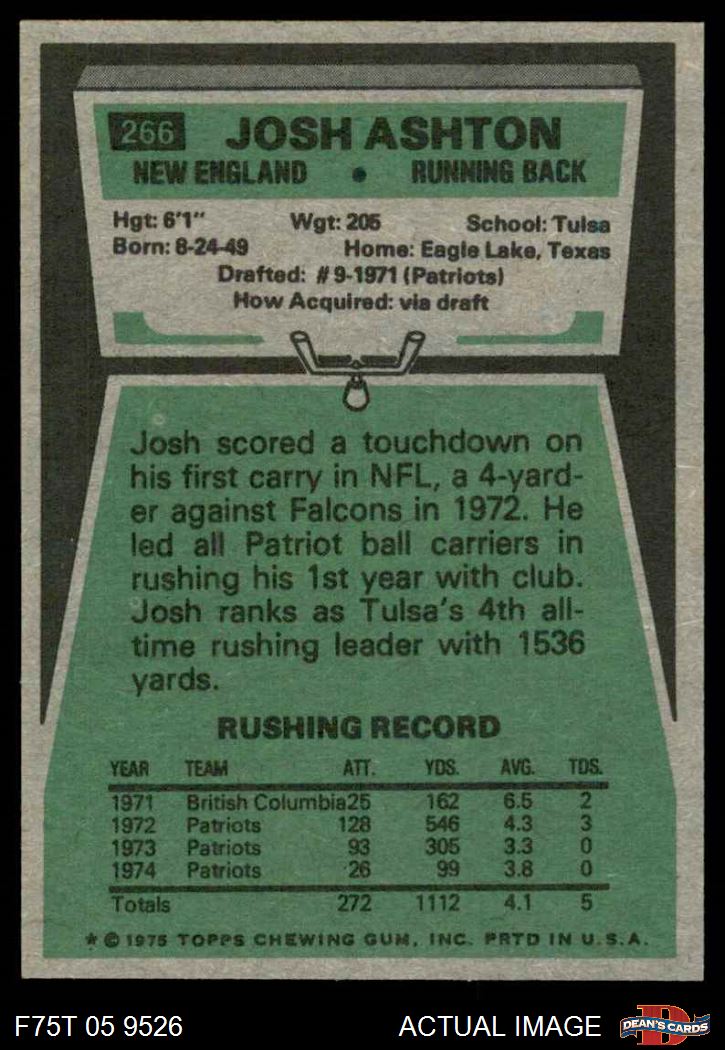 266 JOSH ASHTON
NEW ENGLAND • RUNNING BACK
Hgt: 6'1" Wgt: 205 School: Tulsa
Born: 8-24-49 Home: Eagle Lake, Texas
Drafted: #9-1971 (Patriots)
How Acquired: via draft
Josh scored a touchdown on
his first carry in NFL, a 4-yard-
er against Falcons in 1972. He
led all Patriot ball carriers in
rushing his 1st year with club.
Josh ranks as Tulsa's 4th all-
time rushing leader with 1536
yards.
RUSHING RECORD
YEAR TEAM ATT. YDS. AVG. TDS.
1971 British Columbia 25 162 6.5 2
1972 Patriots 128 546 4.3 3
1973 Patriots 93 305 3.3 0
1974 Patriots 26 99 3.8 0
Totals 272 1112 4.1 5
* © 1975 TOPPS CHEWING GUM, INC. PRTD IN U.S.A.
F75T 05 9526 ACTUAL IMAGE D DEAN'S CARDS